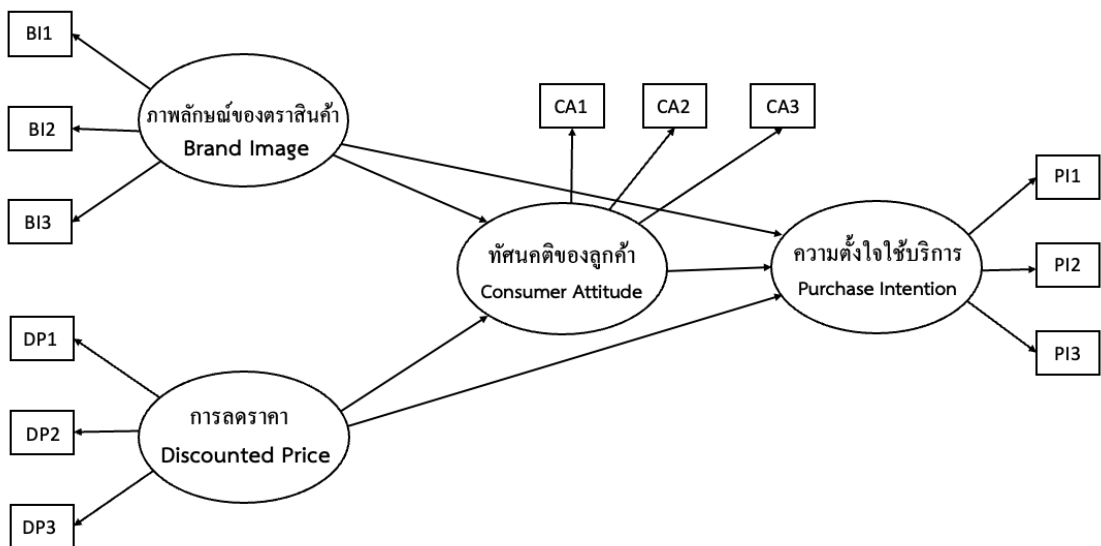 BI1
BI2
BI3
ภาพลักษณ์ของตราสินค้า
Brand Image
CA1
CA2
CA3
ทัศนคติของลูกค้า
Consumer Attitude
ความตั้งใจใช้บริการ
Purchase Intention
PI1
PI2
PI3
DP1
DP2
DP3
การลดราคา
Discounted Price